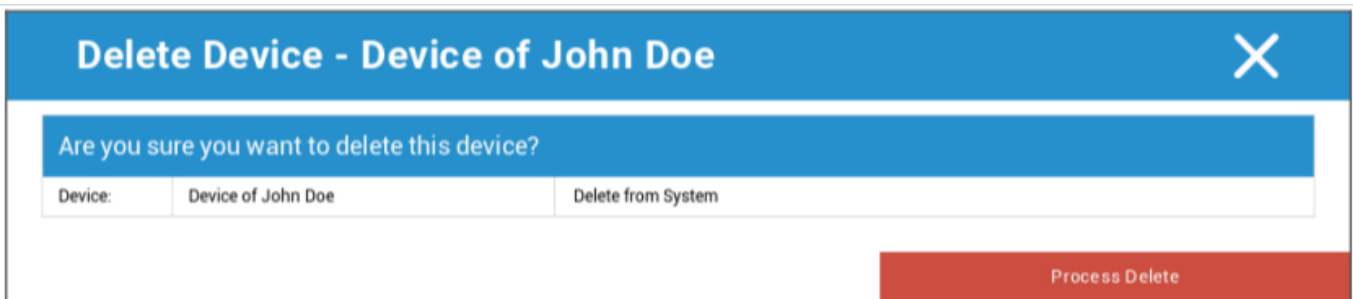 Delete Device - Device of John Doe
Are you sure you want to delete this device?
Device: Device of John Doe Delete from System
Process Delete